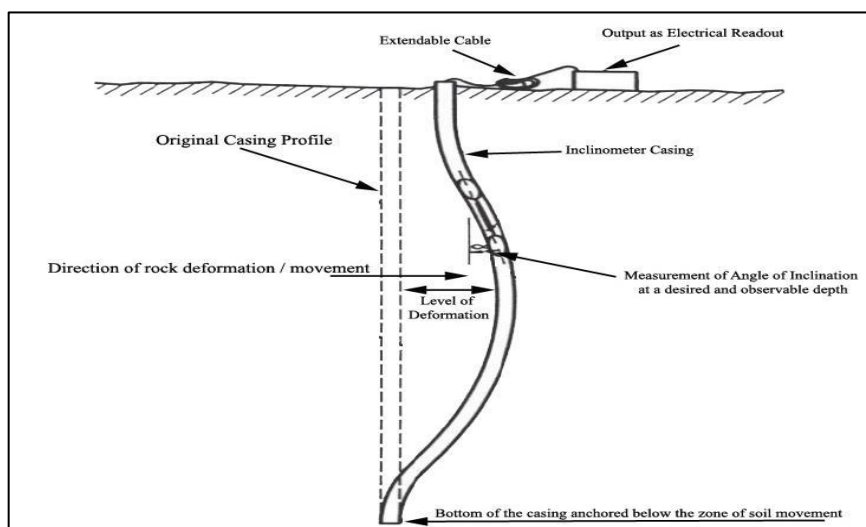 Extendable Cable
Output as Electrical Readout
Original Casing Profile
Inclinometer Casing
Direction of rock deformation / movement
Measurement of Angle of Inclination
at a desired and observable depth
Level of
Deformation
Bottom of the casing anchored below the zone of soil movement